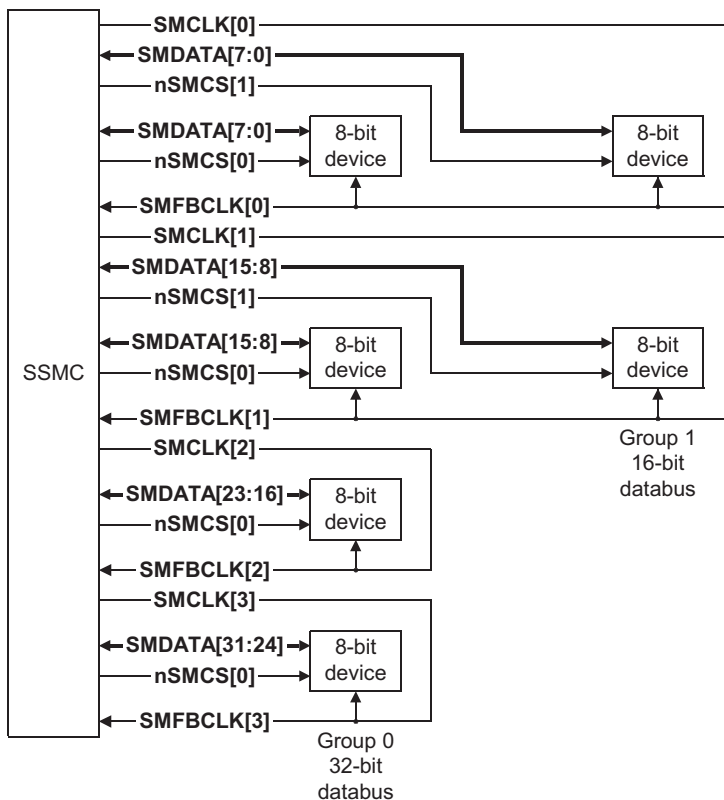 SMCLK[0]
SMDATA[7:0]
nSMCS[1]
SMDATA[7:0]
nSMCS[0]
8-bit
device
8-bit
device
SMFBCLK[0]
SMCLK[1]
SMDATA[15:8]
nSMCS[1]
SMDATA[15:8]
nSMCS[0]
8-bit
device
8-bit
device
SSMC
SMFBCLK[1]
SMCLK[2]
Group 1
16-bit
databus
SMDATA[23:16]
nSMCS[0]
8-bit
device
SMFBCLK[2]
SMCLK[3]
SMDATA[31:24]
nSMCS[0]
8-bit
device
SMFBCLK[3]
Group 0
32-bit
databus